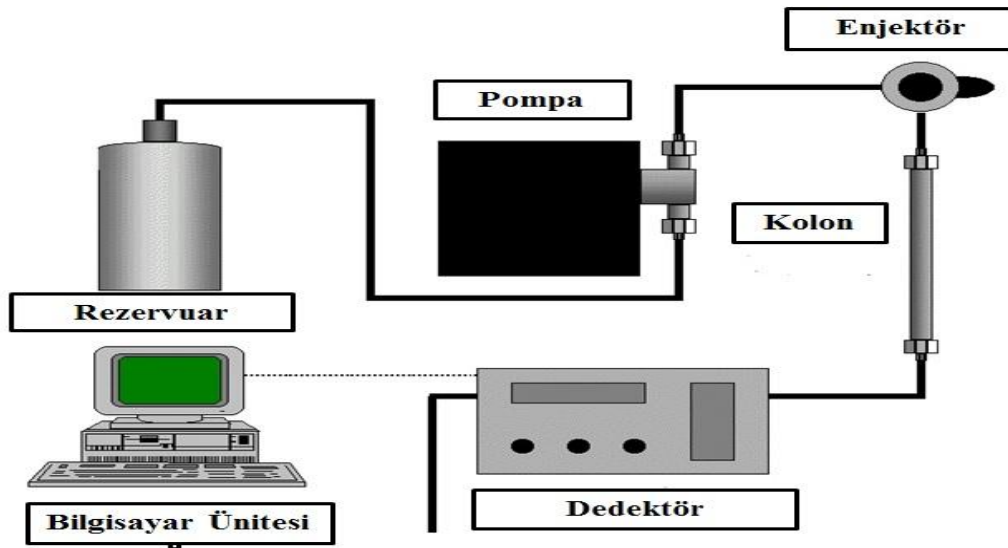 Enjektör
Pompa
Kolon
Rezervuar
Dedektör
Bilgisayar Ünitesi